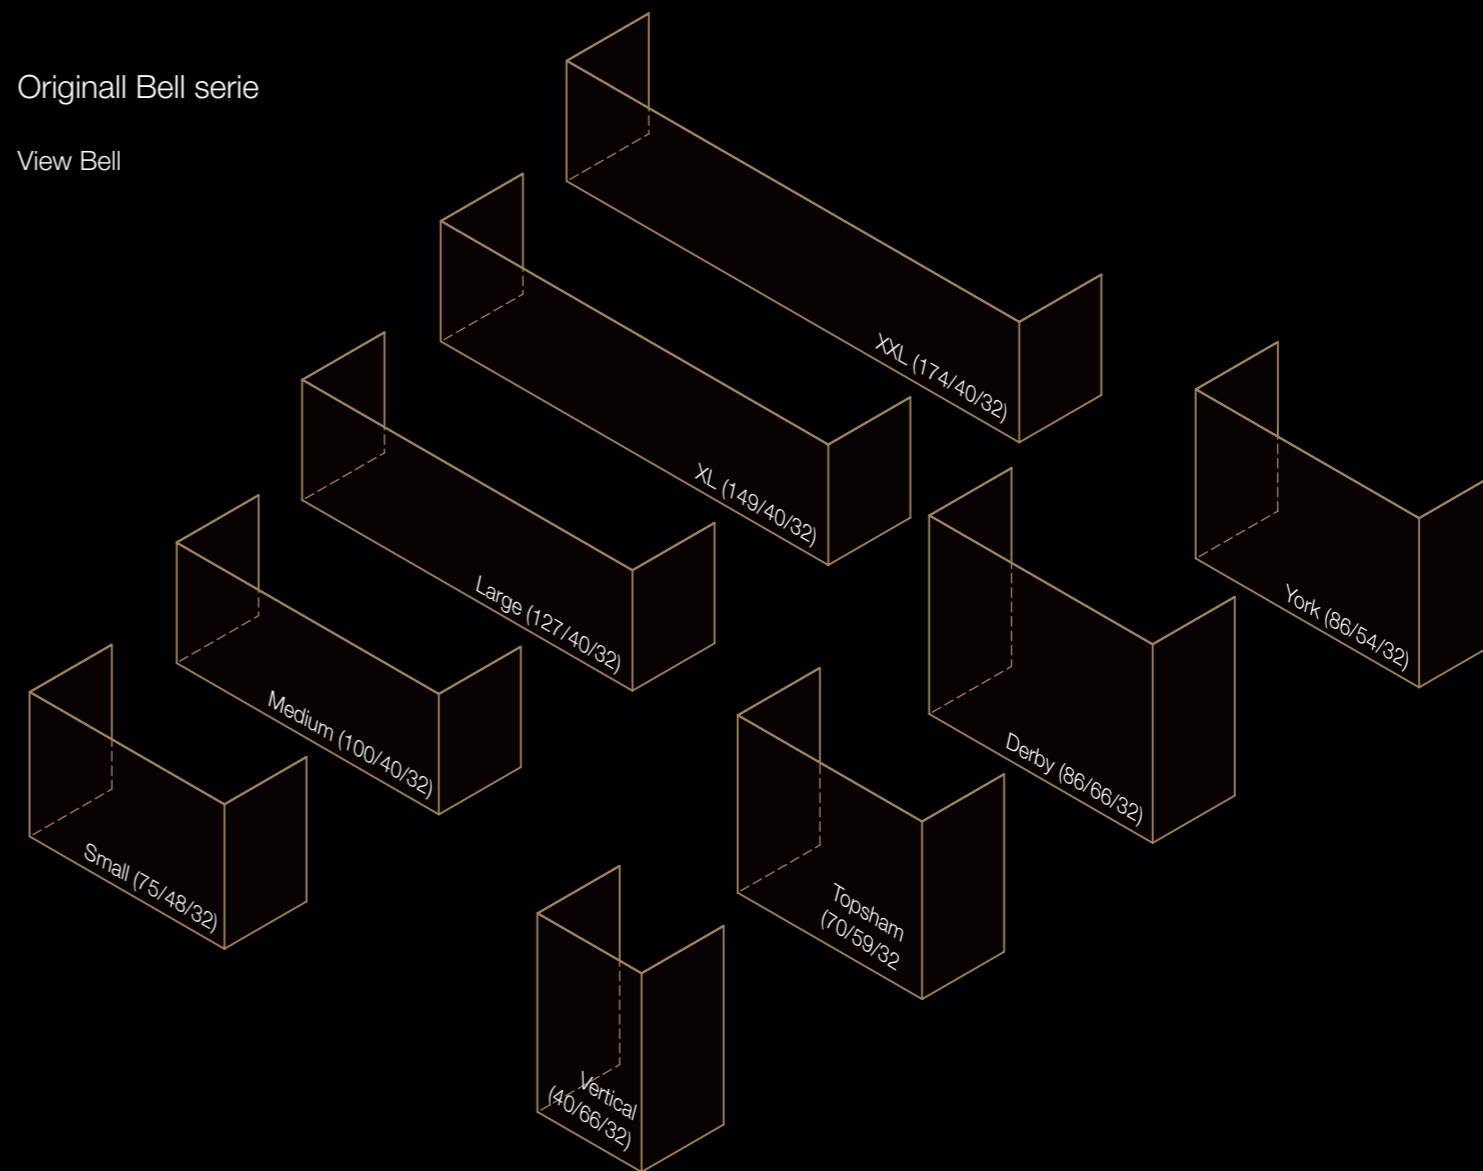 Originall Bell serie
View Bell
XXL (174/40/32)
XL (149/40/32)
Large (127/40/32)
Medium (100/40/32)
Small (75/48/32)
York (86/54/32)
Derby (86/66/32)
Topsham
(70/59/32
Vertical
(40/66/32)